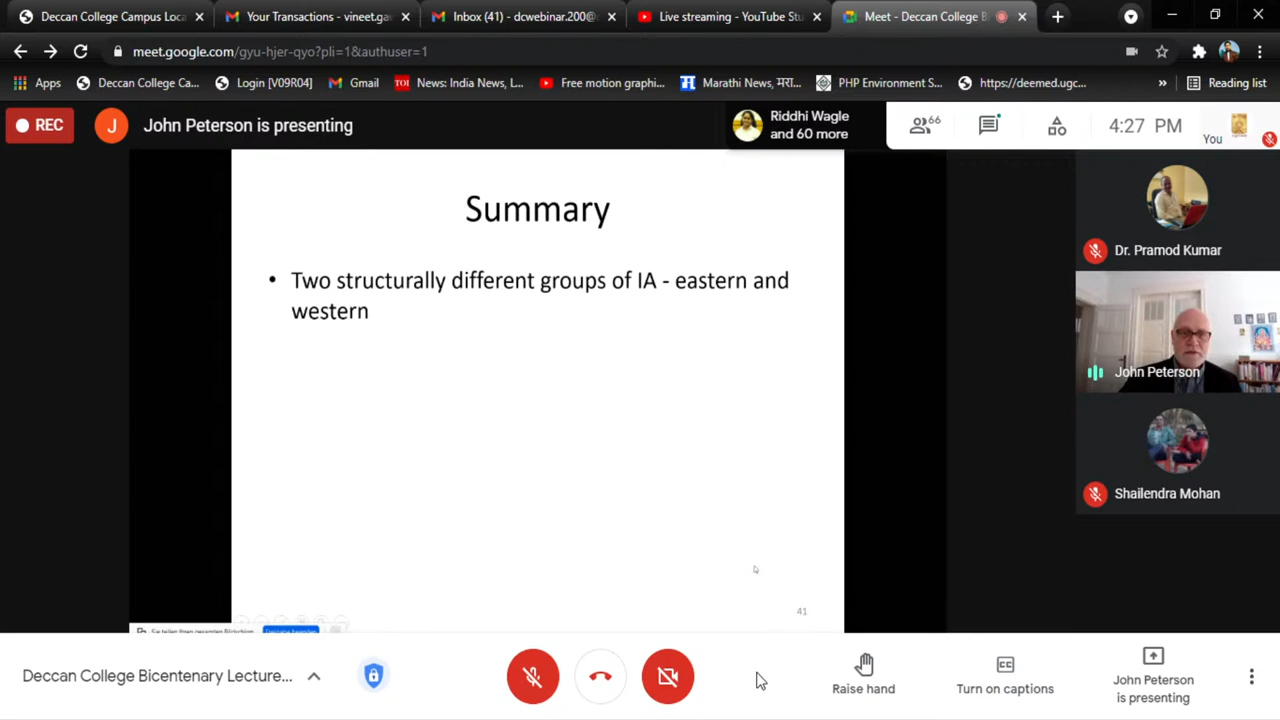 Deccan College Campus Loca
Your Transactions - vineet.ga
Inbox (41) - dcwebinar.200@
Live streaming - YouTube Stu
Meet - Deccan College B
meet.google.com/gyu-hjer-qyo?pli=1&authuser=1
Apps
Deccan College Ca...
Login [V09R04]
Gmail
TOI
News: India News, L...
Free motion graphi...
Marathi News, मरा...
PHP Environment S...
https://deemed.ugc...
»
Reading list
REC
J
John Peterson is presenting
Riddhi Wagle
and 60 more
66
4:27 PM
You
Summary
• Two structurally different groups of IA - eastern and
western
41
Dr. Pramod Kumar
John Peterson
Shailendra Mohan
Deccan College Bicentenary Lecture...
Raise hand
CC
Turn on captions
John Peterson
is presenting